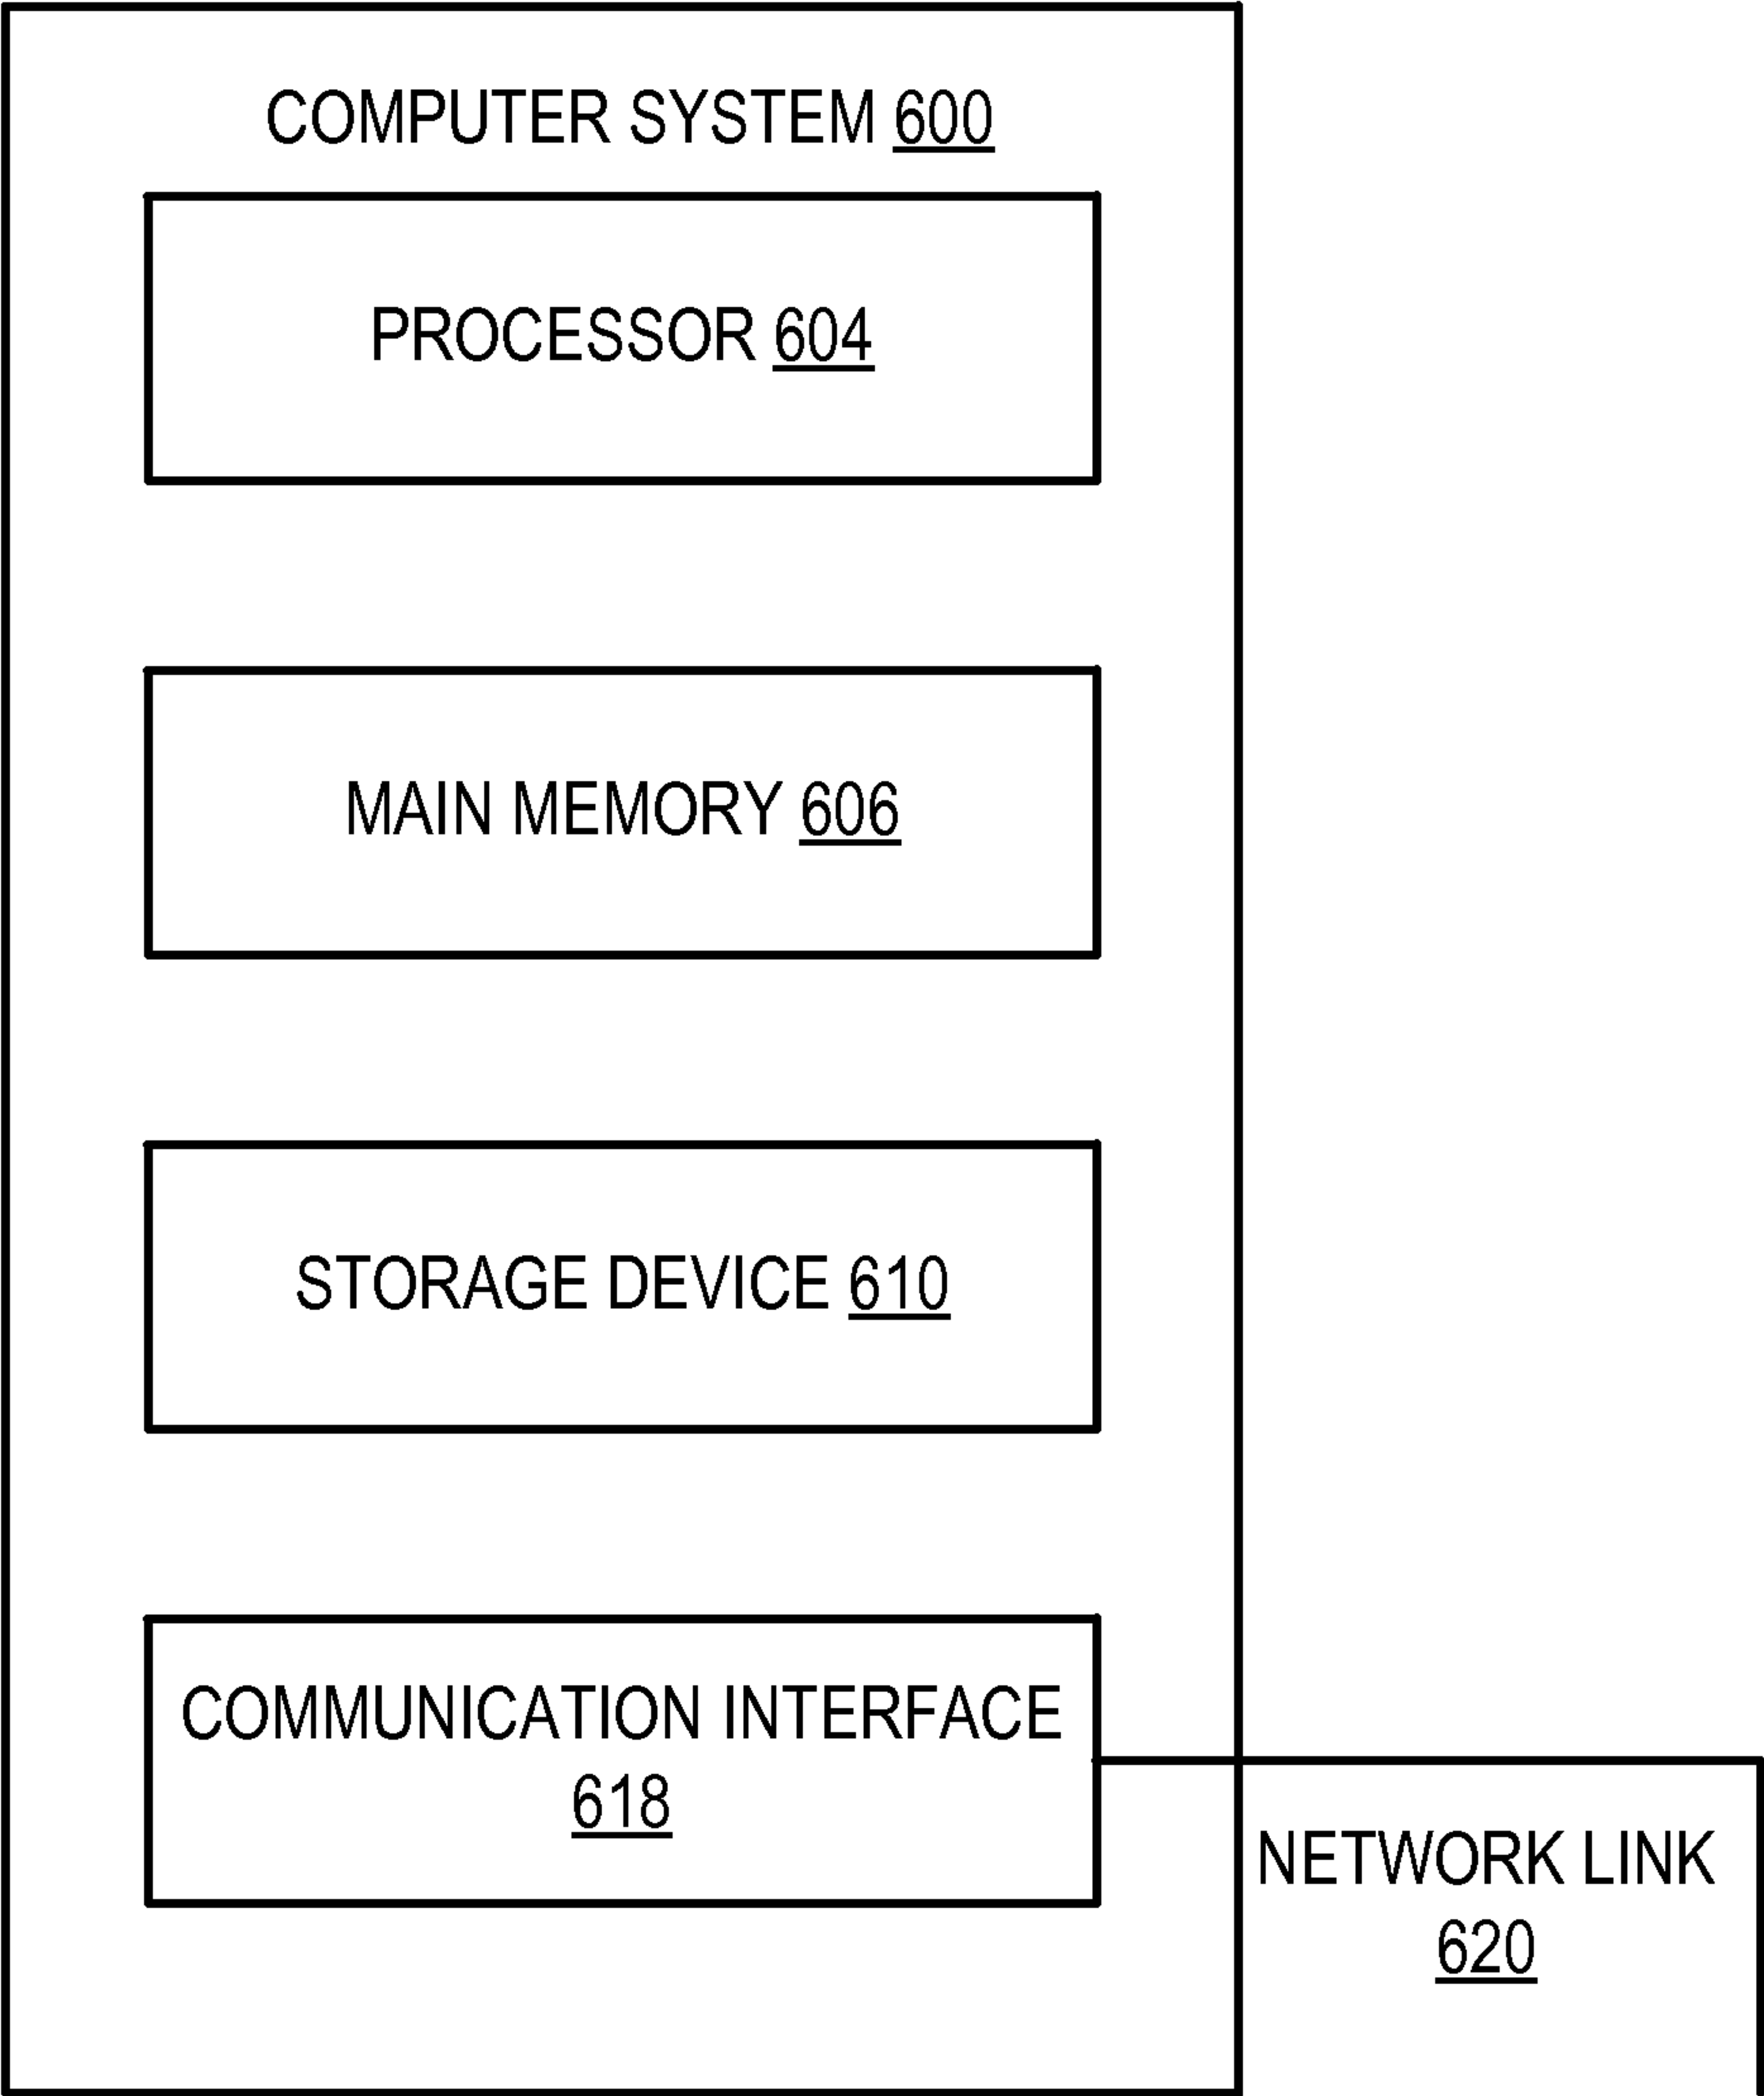 COMPUTER SYSTEM 600
PROCESSOR 604
MAIN MEMORY 606
STORAGE DEVICE 610
COMMUNICATION INTERFACE
618
NETWORK LINK
620